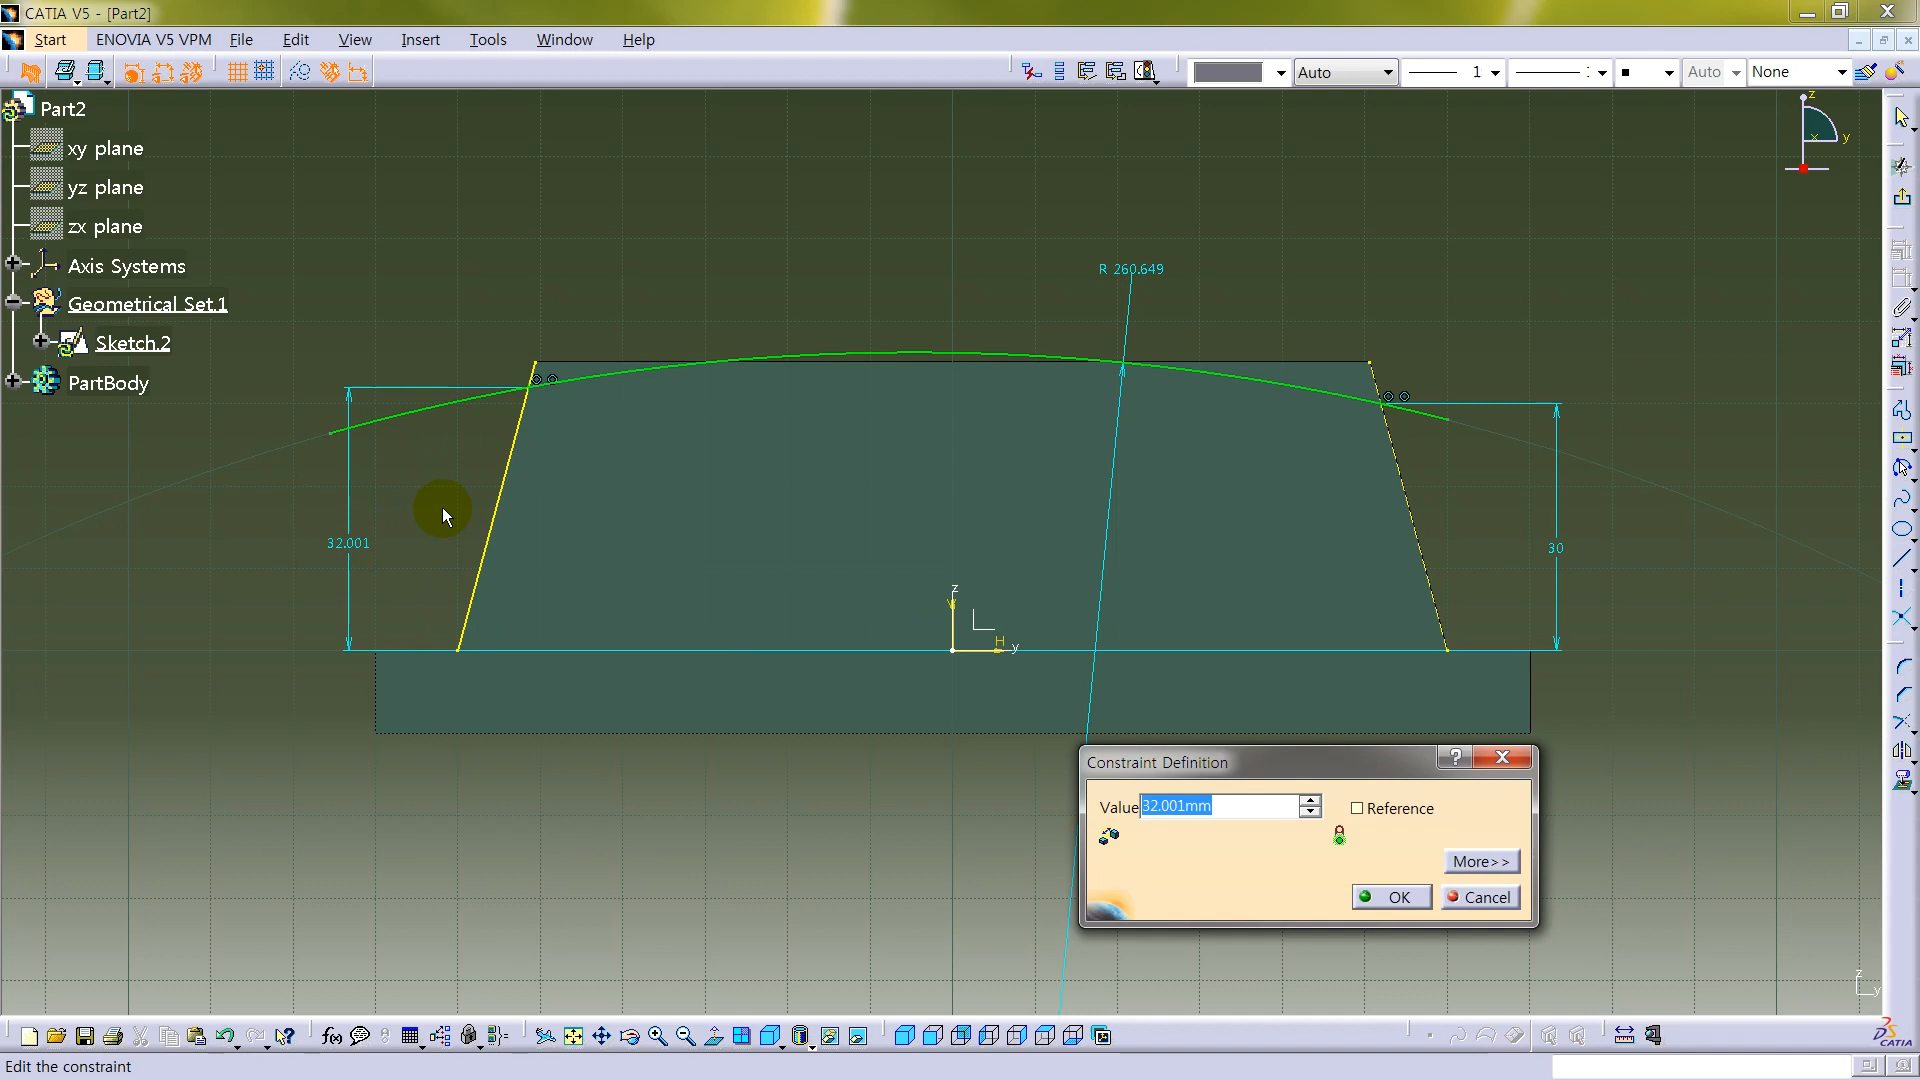 CATIA V5 - [Part2]
Start ENOVIA V5 VPM File Edit View Insert Tools Window Help
Auto 1 : Auto None
Part2
xy plane
yz plane
zx plane
Axis Systems
Geometrical Set.1
Sketch.2
PartBody
z
y
x
R 260.649
32.001
30
z
V
H
y
Constraint Definition
?
Value 32.001mm
Reference
More>>
OK Cancel
z
y
f(x)
CATIA
Edit the constraint